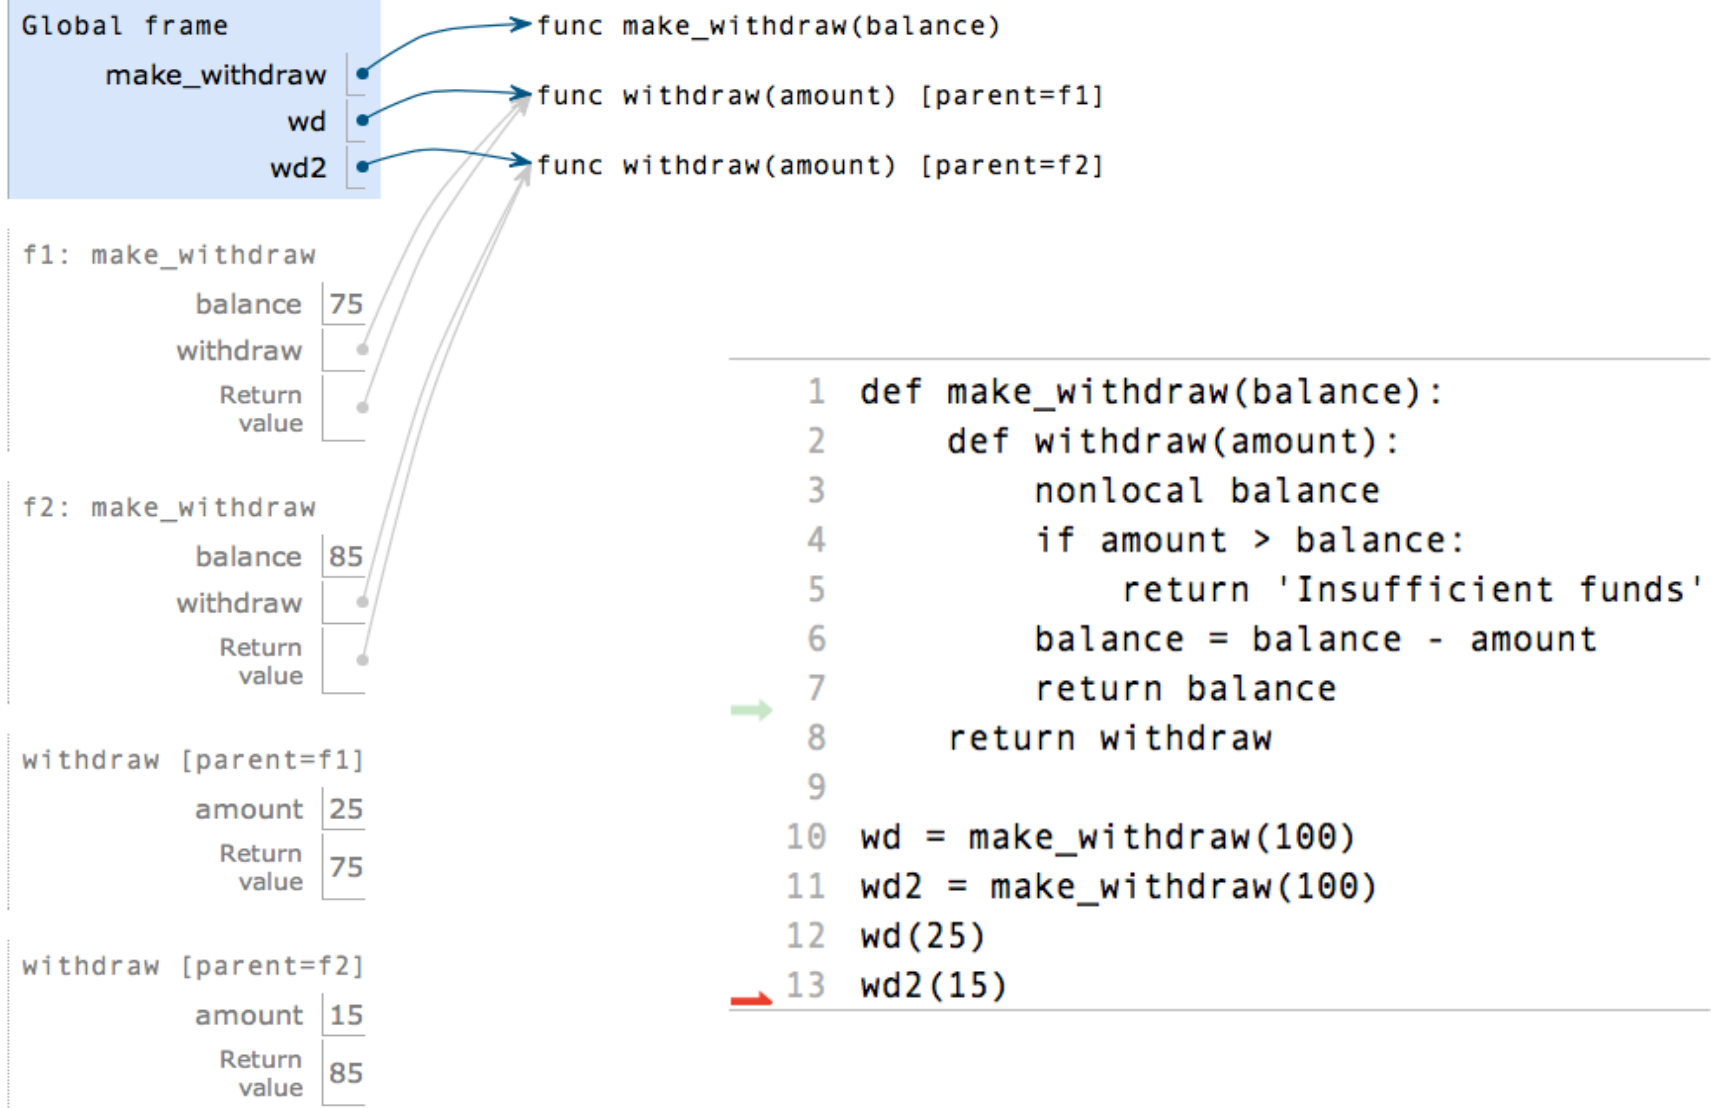 Global frame
make_withdraw
wd
wd2
func make_withdraw(balance)
func withdraw(amount) [parent=f1]
func withdraw(amount) [parent=f2]
f1: make_withdraw
balance 75
withdraw
Return
value
f2: make_withdraw
balance 85
withdraw
Return
value
withdraw [parent=f1]
amount 25
Return
value 75
withdraw [parent=f2]
amount 15
Return
value 85
1 def make_withdraw(balance):
2     def withdraw(amount):
3         nonlocal balance
4         if amount > balance:
5             return 'Insufficient funds'
6         balance = balance - amount
7         return balance
8     return withdraw
9
10 wd = make_withdraw(100)
11 wd2 = make_withdraw(100)
12 wd(25)
13 wd2(15)